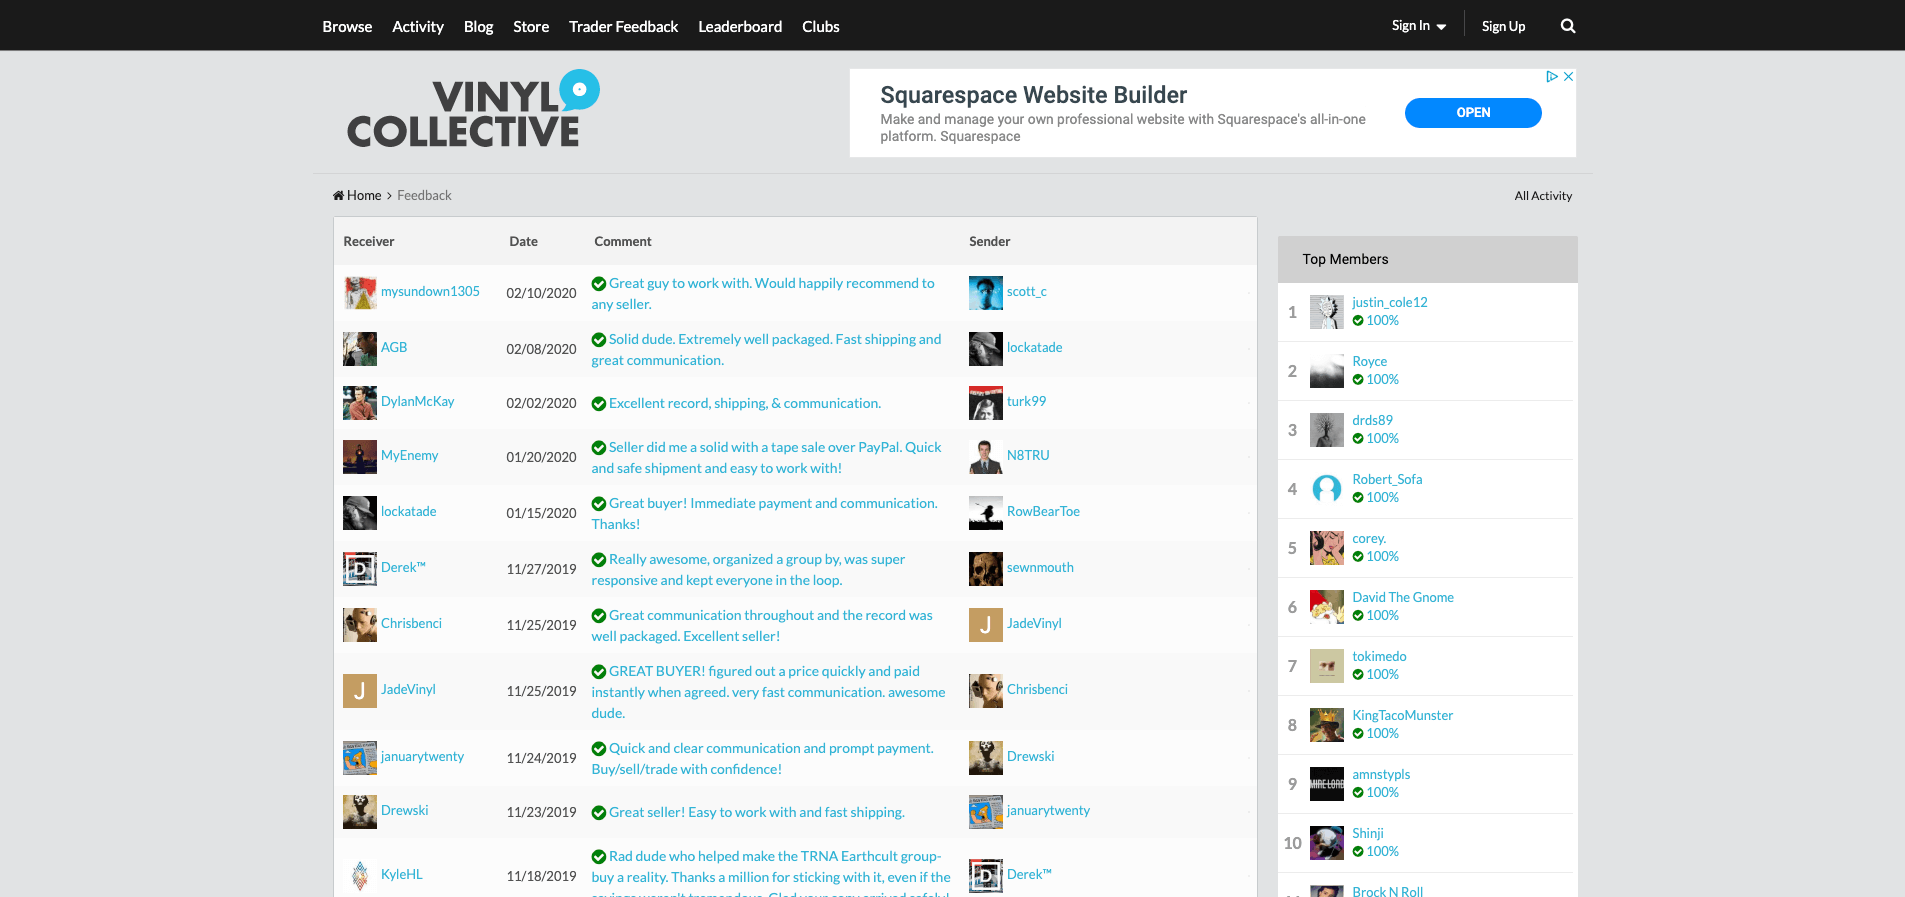 Browse Activity Blog Store Trader Feedback Leaderboard Clubs Sign In Sign Up
VINYL
COLLECTIVE
Squarespace Website Builder
Make and manage your own professional website with Squarespace's all-in-one
platform. Squarespace
OPEN
Home > Feedback
All Activity
Receiver Date Comment Sender
mysundown1305 02/10/2020 Great guy to work with. Would happily recommend to
any seller.
scott_c
AGB 02/08/2020 Solid dude. Extremely well packaged. Fast shipping and
great communication.
lockatade
DylanMcKay 02/02/2020 Excellent record, shipping, & communication. turk99
MyEnemy 01/20/2020 Seller did me a solid with a tape sale over PayPal. Quick
and safe shipment and easy to work with!
N8TRU
lockatade 01/15/2020 Great buyer! Immediate payment and communication.
Thanks!
RowBearToe
D
Derek™ 11/27/2019 Really awesome, organized a group by, was super
responsive and kept everyone in the loop.
sewnmouth
Chrisbenci 11/25/2019 Great communication throughout and the record was
well packaged. Excellent seller!
J
JadeVinyl
J
JadeVinyl 11/25/2019 GREAT BUYER! figured out a price quickly and paid
instantly when agreed. very fast communication. awesome
dude.
Chrisbenci
januarytwenty 11/24/2019 Quick and clear communication and prompt payment.
Buy/sell/trade with confidence!
Drewski
Drewski 11/23/2019 Great seller! Easy to work with and fast shipping. januarytwenty
KyleHL 11/18/2019 Rad dude who helped make the TRNA Earthcult group-
buy a reality. Thanks a million for sticking with it, even if the
D
Derek™
Top Members
1 justin_cole12
100%
2 Royce
100%
3 drds89
100%
4 Robert_Sofa
100%
5 corey.
100%
6 David The Gnome
100%
7 tokimedo
100%
8 KingTacoMunster
100%
9 amnstypls
100%
10 Shinji
100%
Brock N Roll